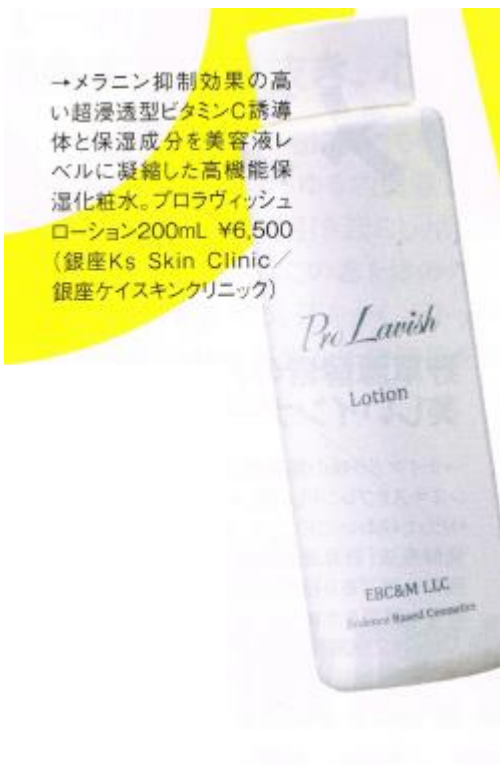 →メラニン抑制効果の高
い超浸透型ビタミンC誘導
体と保湿成分を美容液レ
ベルに凝縮した高機能保
湿化粧水。プロラヴィッシュ
ローション200mL ¥6,500
(銀座Ks Skin Clinic/
銀座ケイスキンクリニック)
Pro Lavish
Lotion
EBC&M LLC
Evidence Based Cosmetics